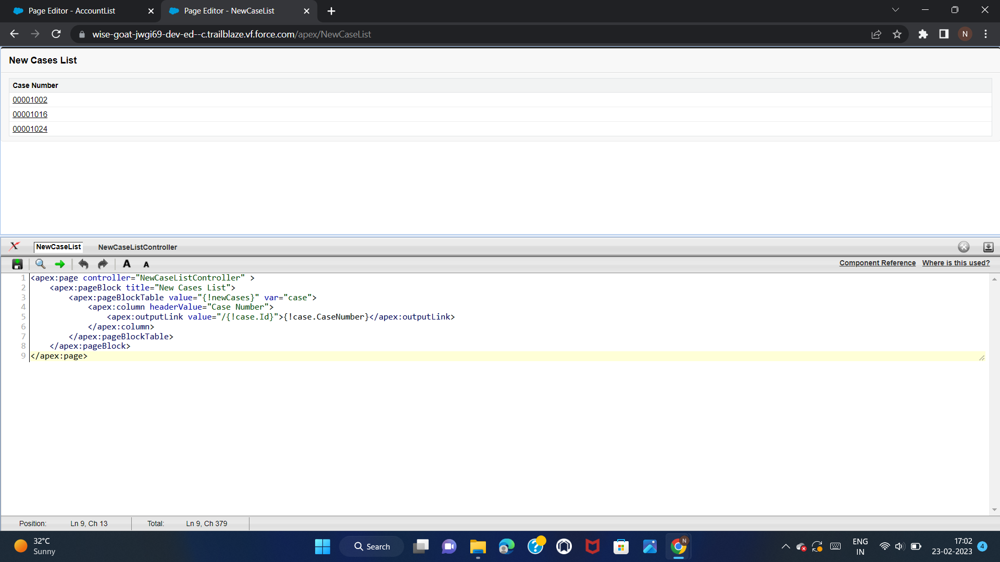 Page Editor - AccountList
Page Editor - NewCaseList
wise-goat-jwgi69-dev-ed--c.trailblaze.vf.force.com/apex/NewCaseList
N
New Cases List
Case Number
00001002
00001016
00001024
NewCaseList
NewCaseListController
A
A
Component Reference
Where is this used?
1 <apex:page controller="NewCaseListController" >
2 <apex:pageBlock title="New Cases List">
3 <apex:pageBlockTable value="{!newCases}" var="case">
4 <apex:column headerValue="Case Number">
5 <apex:outputLink value="/{!case.Id}">{!case.CaseNumber}</apex:outputLink>
6 </apex:column>
7 </apex:pageBlockTable>
8 </apex:pageBlock>
9 </apex:page>
Position: Ln 9, Ch 13 Total: Ln 9, Ch 379
32°C
Sunny
Search
N
ENG
IN
17:02
23-02-2023
4